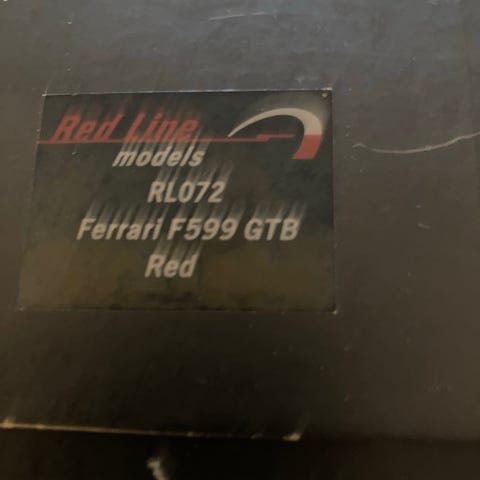 Red Line
models
RL072
Ferrari F599 GTB
Red